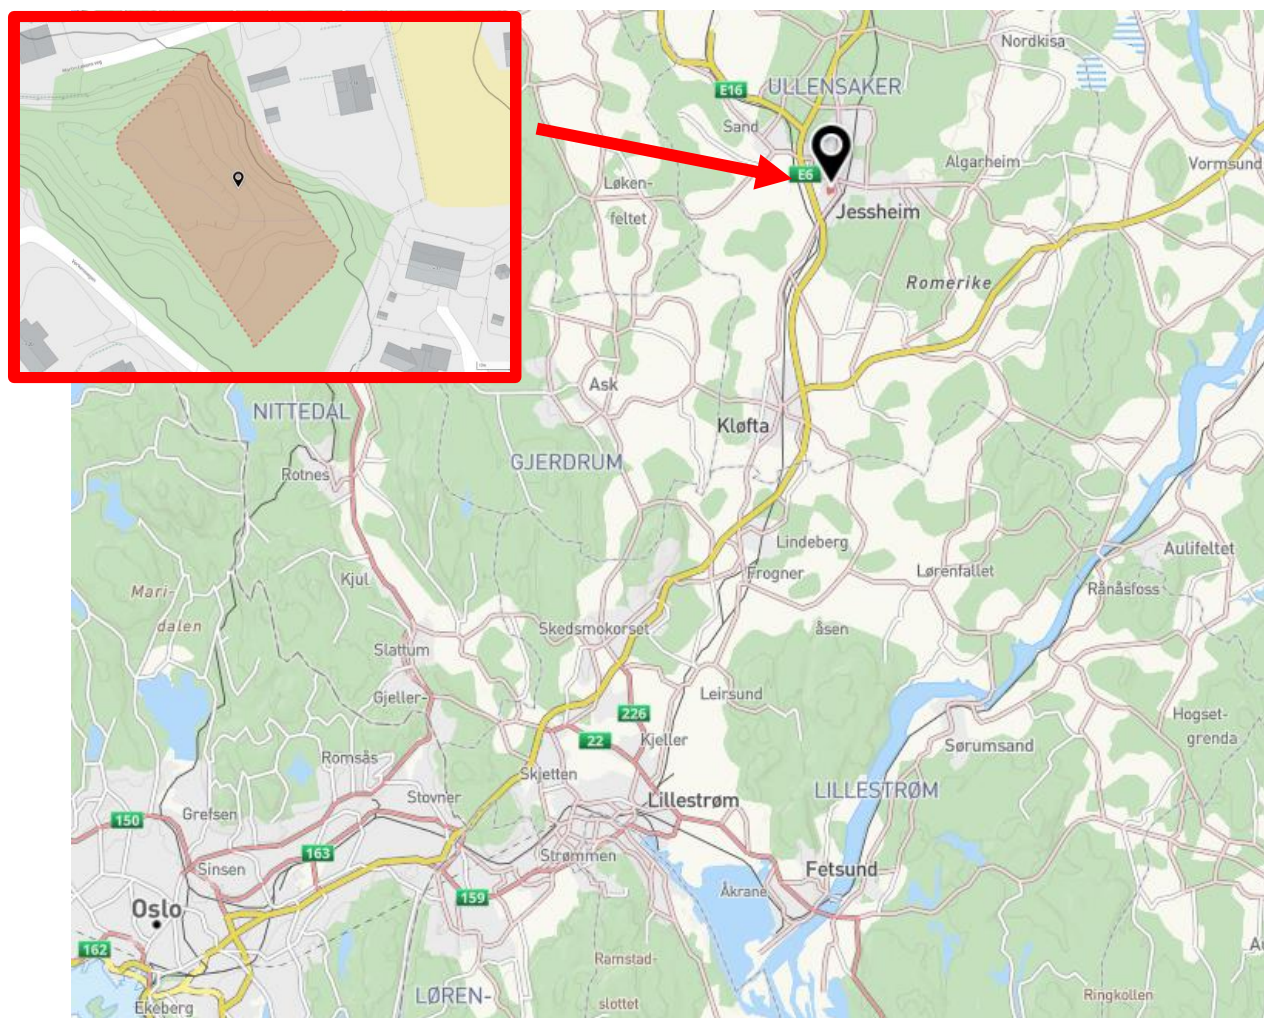 Nordkisa
E16
ULLENSAKER
Sand
Algarheim
Vormsund
E6
Løken-
feltet
Jessheim
Romerike
Ask
NITTEDAL
Kløfta
GJERDRUM
Rotnes
Lindeberg
Aulifeltet
Frogner
Lørenfallet
Kjul
Rånåsfoss
Mari-
dalen
Skedsmokorset
åsen
Slattum
Gjeller-
Leirsund
226
Hogset-
grenda
22
Kjeller
Sørumsand
Romsås
Skjetten
Stovner
Lillestrøm
LILLESTRØM
Grefsen
150
163
Strømmen
Sinsen
Fetsund
Åkrane
159
Oslo
162
Ramstad-
slottet
LØREN-
Ringkollen
Ekeberg